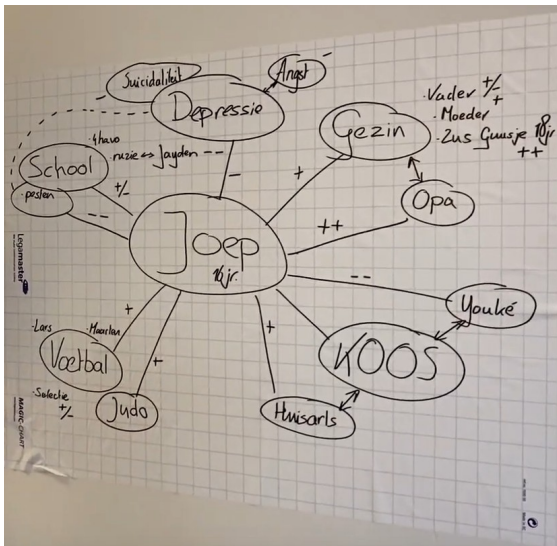 Suicidaliteit
-
Angst
-
Depressie
Gezin
· Vader +/-
· Moeder +
· Zus Guusje 18jr
++
4havo
· ruzie ↔ Jayden --
School
· pesten
+/-
--
-
+
Opa
++
Joep
16jr.
--
Youké
KOOS
+
Huisarts
+
· Lars
· Maarten
Voetbal
· Selectie
+/-
+
Judo
Legamaster
MAGIC-CHART